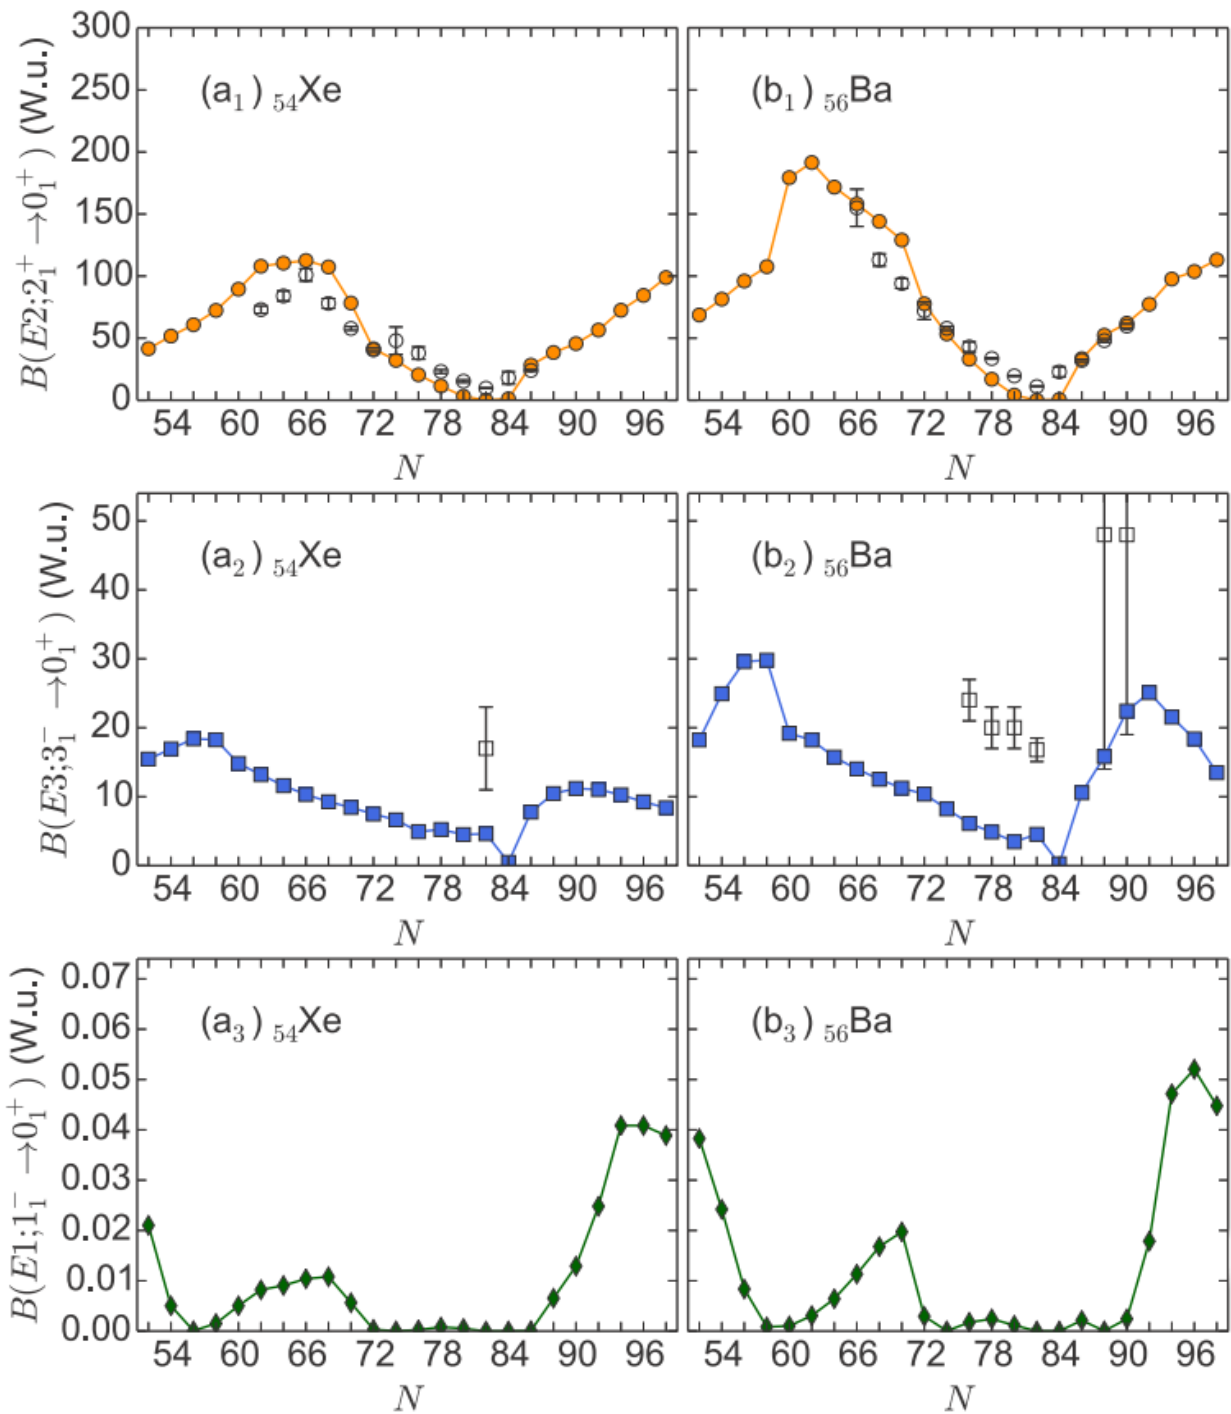 B(E2;2₁⁺→0₁⁺) (W.u.)
300
250
200
150
100
50
0
(a₁) ₅₄Xe
(b₁) ₅₆Ba
54 60 66 72 78 84 90 96
54 60 66 72 78 84 90 96
N
N
B(E3;3₁⁻→0₁⁺) (W.u.)
50
40
30
20
10
0
(a₂) ₅₄Xe
(b₂) ₅₆Ba
54 60 66 72 78 84 90 96
54 60 66 72 78 84 90 96
N
N
B(E1;1₁⁻→0₁⁺) (W.u.)
0.07
0.06
0.05
0.04
0.03
0.02
0.01
0.00
(a₃) ₅₄Xe
(b₃) ₅₆Ba
54 60 66 72 78 84 90 96
54 60 66 72 78 84 90 96
N
N